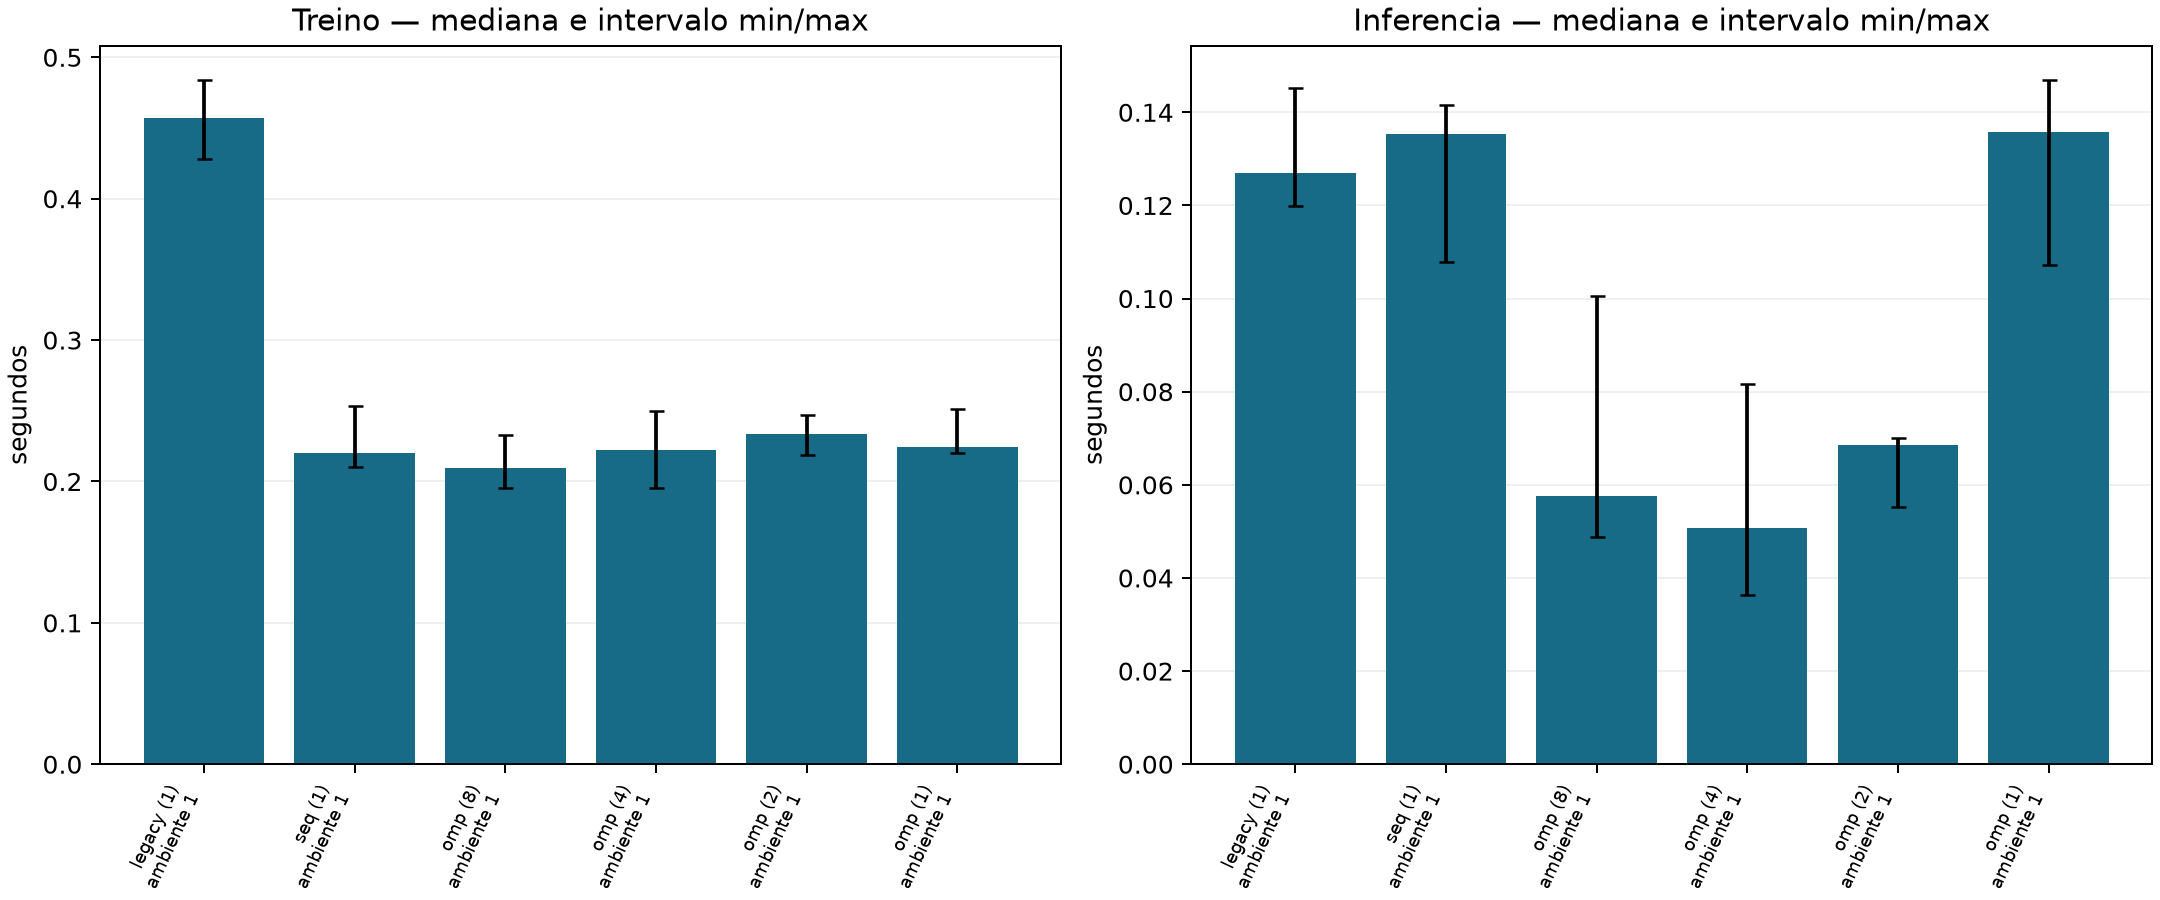 Treino — mediana e intervalo min/max
segundos
0.5
0.4
0.3
0.2
0.1
0.0
legacy (1)
ambiente 1
seq (1)
ambiente 1
omp (8)
ambiente 1
omp (4)
ambiente 1
omp (2)
ambiente 1
omp (1)
ambiente 1
Inferencia — mediana e intervalo min/max
segundos
0.14
0.12
0.10
0.08
0.06
0.04
0.02
0.00
legacy (1)
ambiente 1
seq (1)
ambiente 1
omp (8)
ambiente 1
omp (4)
ambiente 1
omp (2)
ambiente 1
omp (1)
ambiente 1